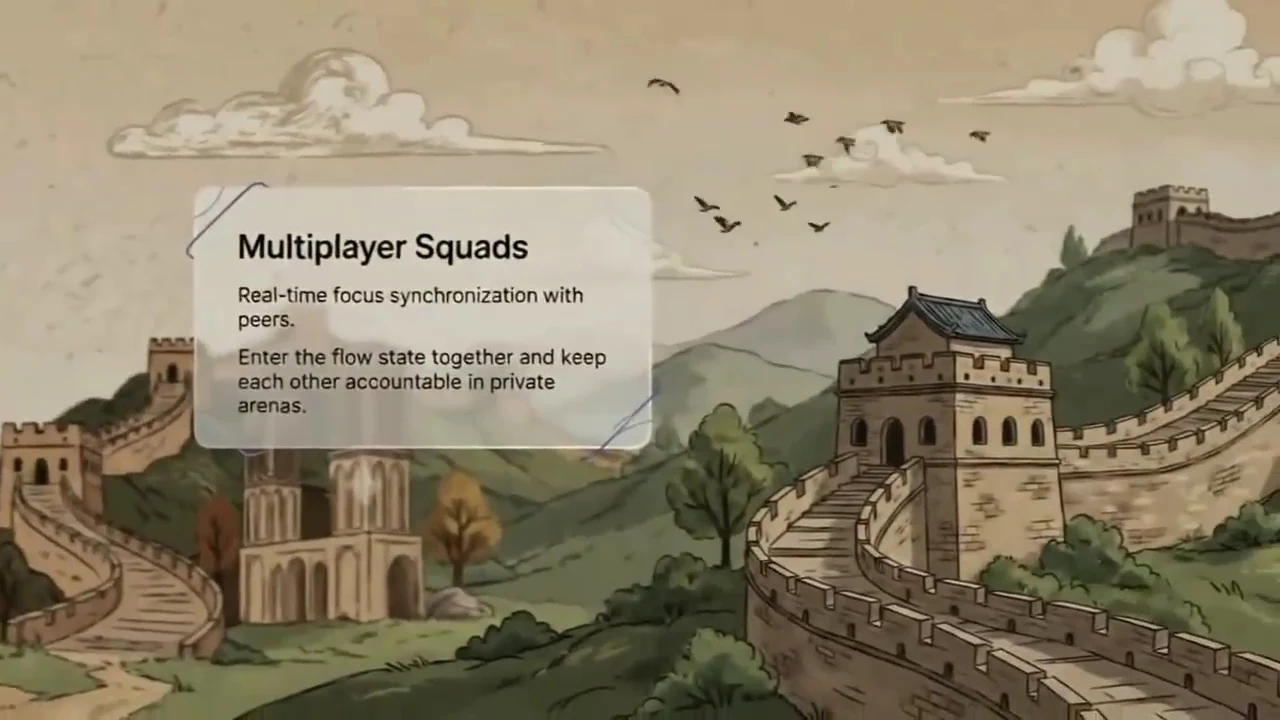 Multiplayer Squads
Real-time focus synchronization with
peers.
Enter the flow state together and keep
each other accountable in private
arenas.